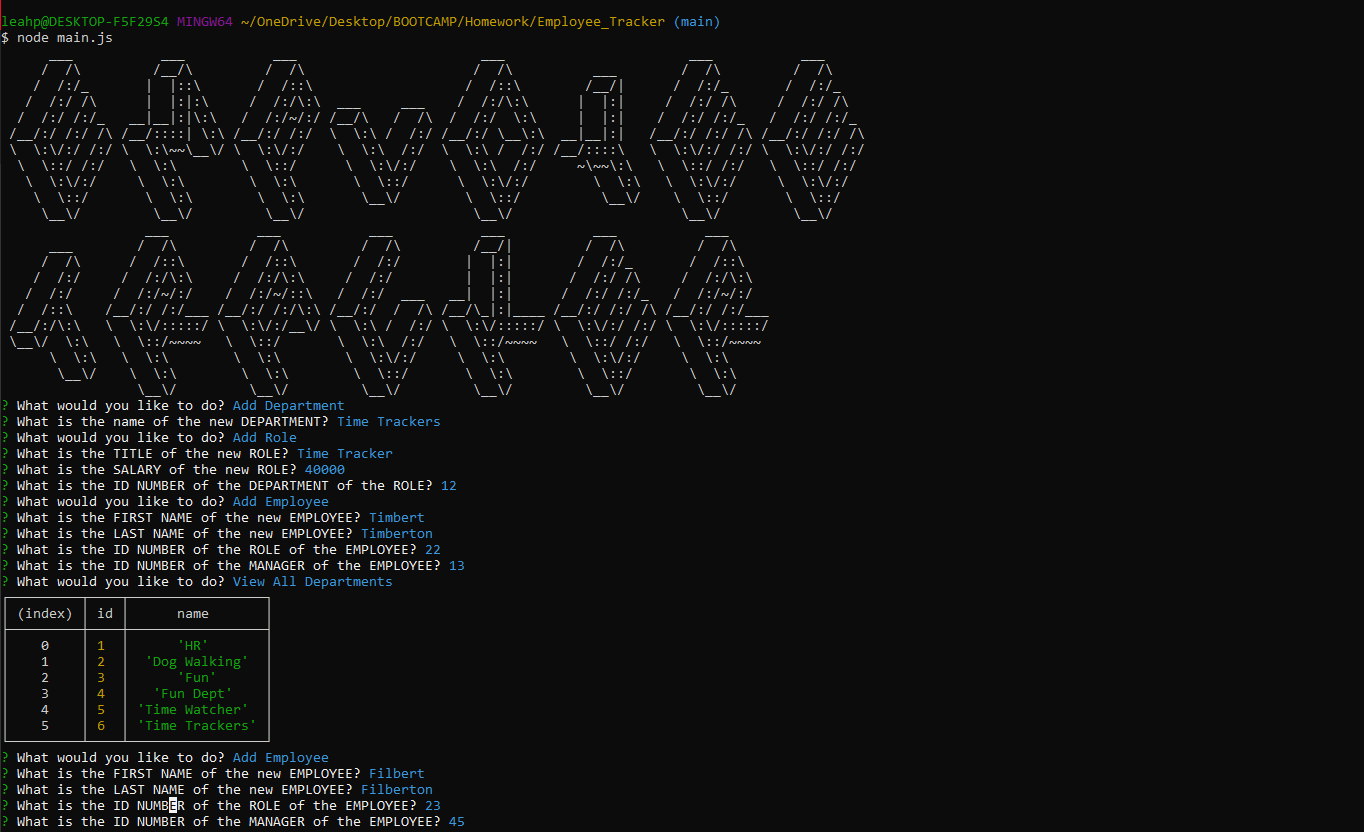 leahp@DESKTOP-F5F29S4 MINGW64 ~/OneDrive/Desktop/BOOTCAMP/Homework/Employee_Tracker (main)
$ node main.js
EMPLOYEE
TRACKER
? What would you like to do? Add Department
? What is the name of the new DEPARTMENT? Time Trackers
? What would you like to do? Add Role
? What is the TITLE of the new ROLE? Time Tracker
? What is the SALARY of the new ROLE? 40000
? What is the ID NUMBER of the DEPARTMENT of the ROLE? 12
? What would you like to do? Add Employee
? What is the FIRST NAME of the new EMPLOYEE? Timbert
? What is the LAST NAME of the new EMPLOYEE? Timberton
? What is the ID NUMBER of the ROLE of the EMPLOYEE? 22
? What is the ID NUMBER of the MANAGER of the EMPLOYEE? 13
? What would you like to do? View All Departments
(index) id name
0 1 'HR'
1 2 'Dog Walking'
2 3 'Fun'
3 4 'Fun Dept'
4 5 'Time Watcher'
5 6 'Time Trackers'
? What would you like to do? Add Employee
? What is the FIRST NAME of the new EMPLOYEE? Filbert
? What is the LAST NAME of the new EMPLOYEE? Filberton
? What is the ID NUMBER of the ROLE of the EMPLOYEE? 23
? What is the ID NUMBER of the MANAGER of the EMPLOYEE? 45